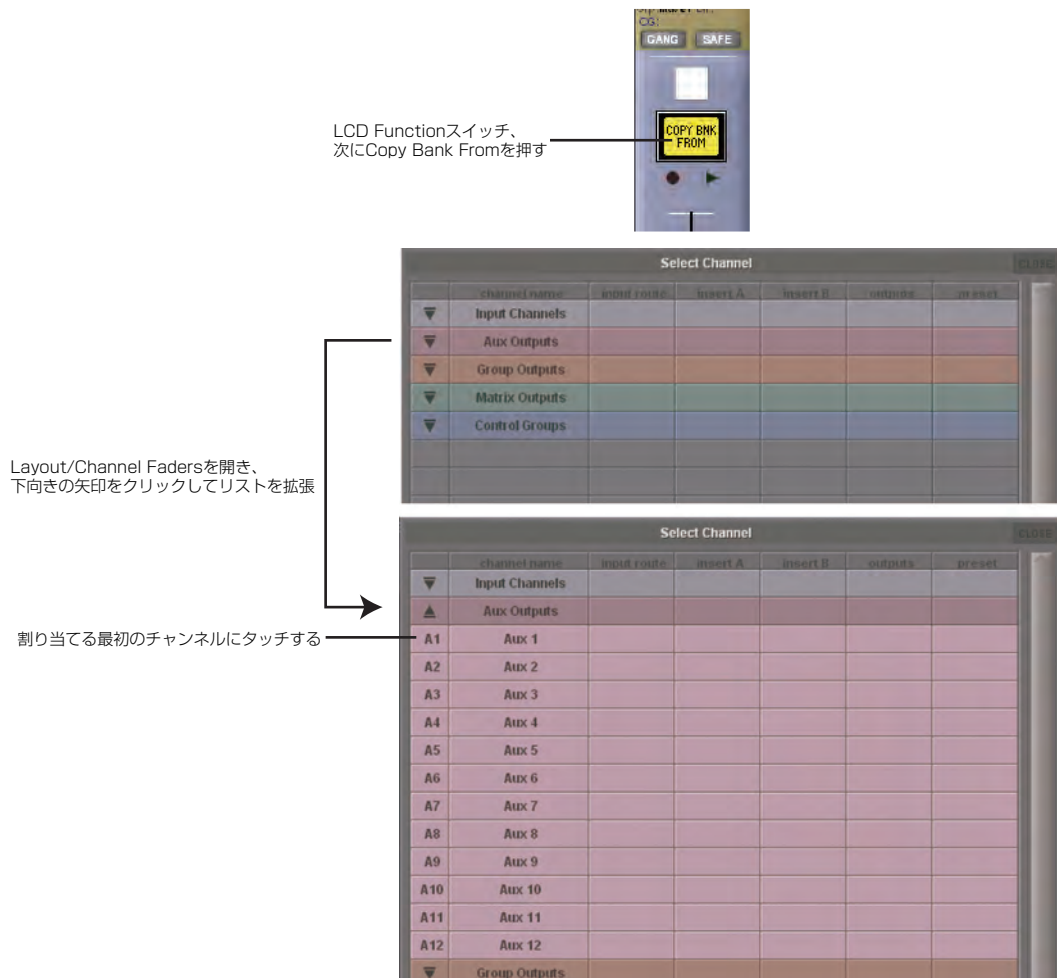 CG:
GANG SAFE
LCD Functionスイッチ、
次にCopy Bank Fromを押す
COPY BNK
FROM
Select Channel CLOSE
channel name input route insert A insert B outputs preset
Input Channels
Aux Outputs
Group Outputs
Matrix Outputs
Control Groups
Layout/Channel Fadersを開き、
下向きの矢印をクリックしてリストを拡張
Select Channel CLOSE
channel name input route insert A insert B outputs preset
Input Channels
Aux Outputs
割り当てる最初のチャンネルにタッチする
A1 Aux 1
A2 Aux 2
A3 Aux 3
A4 Aux 4
A5 Aux 5
A6 Aux 6
A7 Aux 7
A8 Aux 8
A9 Aux 9
A10 Aux 10
A11 Aux 11
A12 Aux 12
Group Outputs